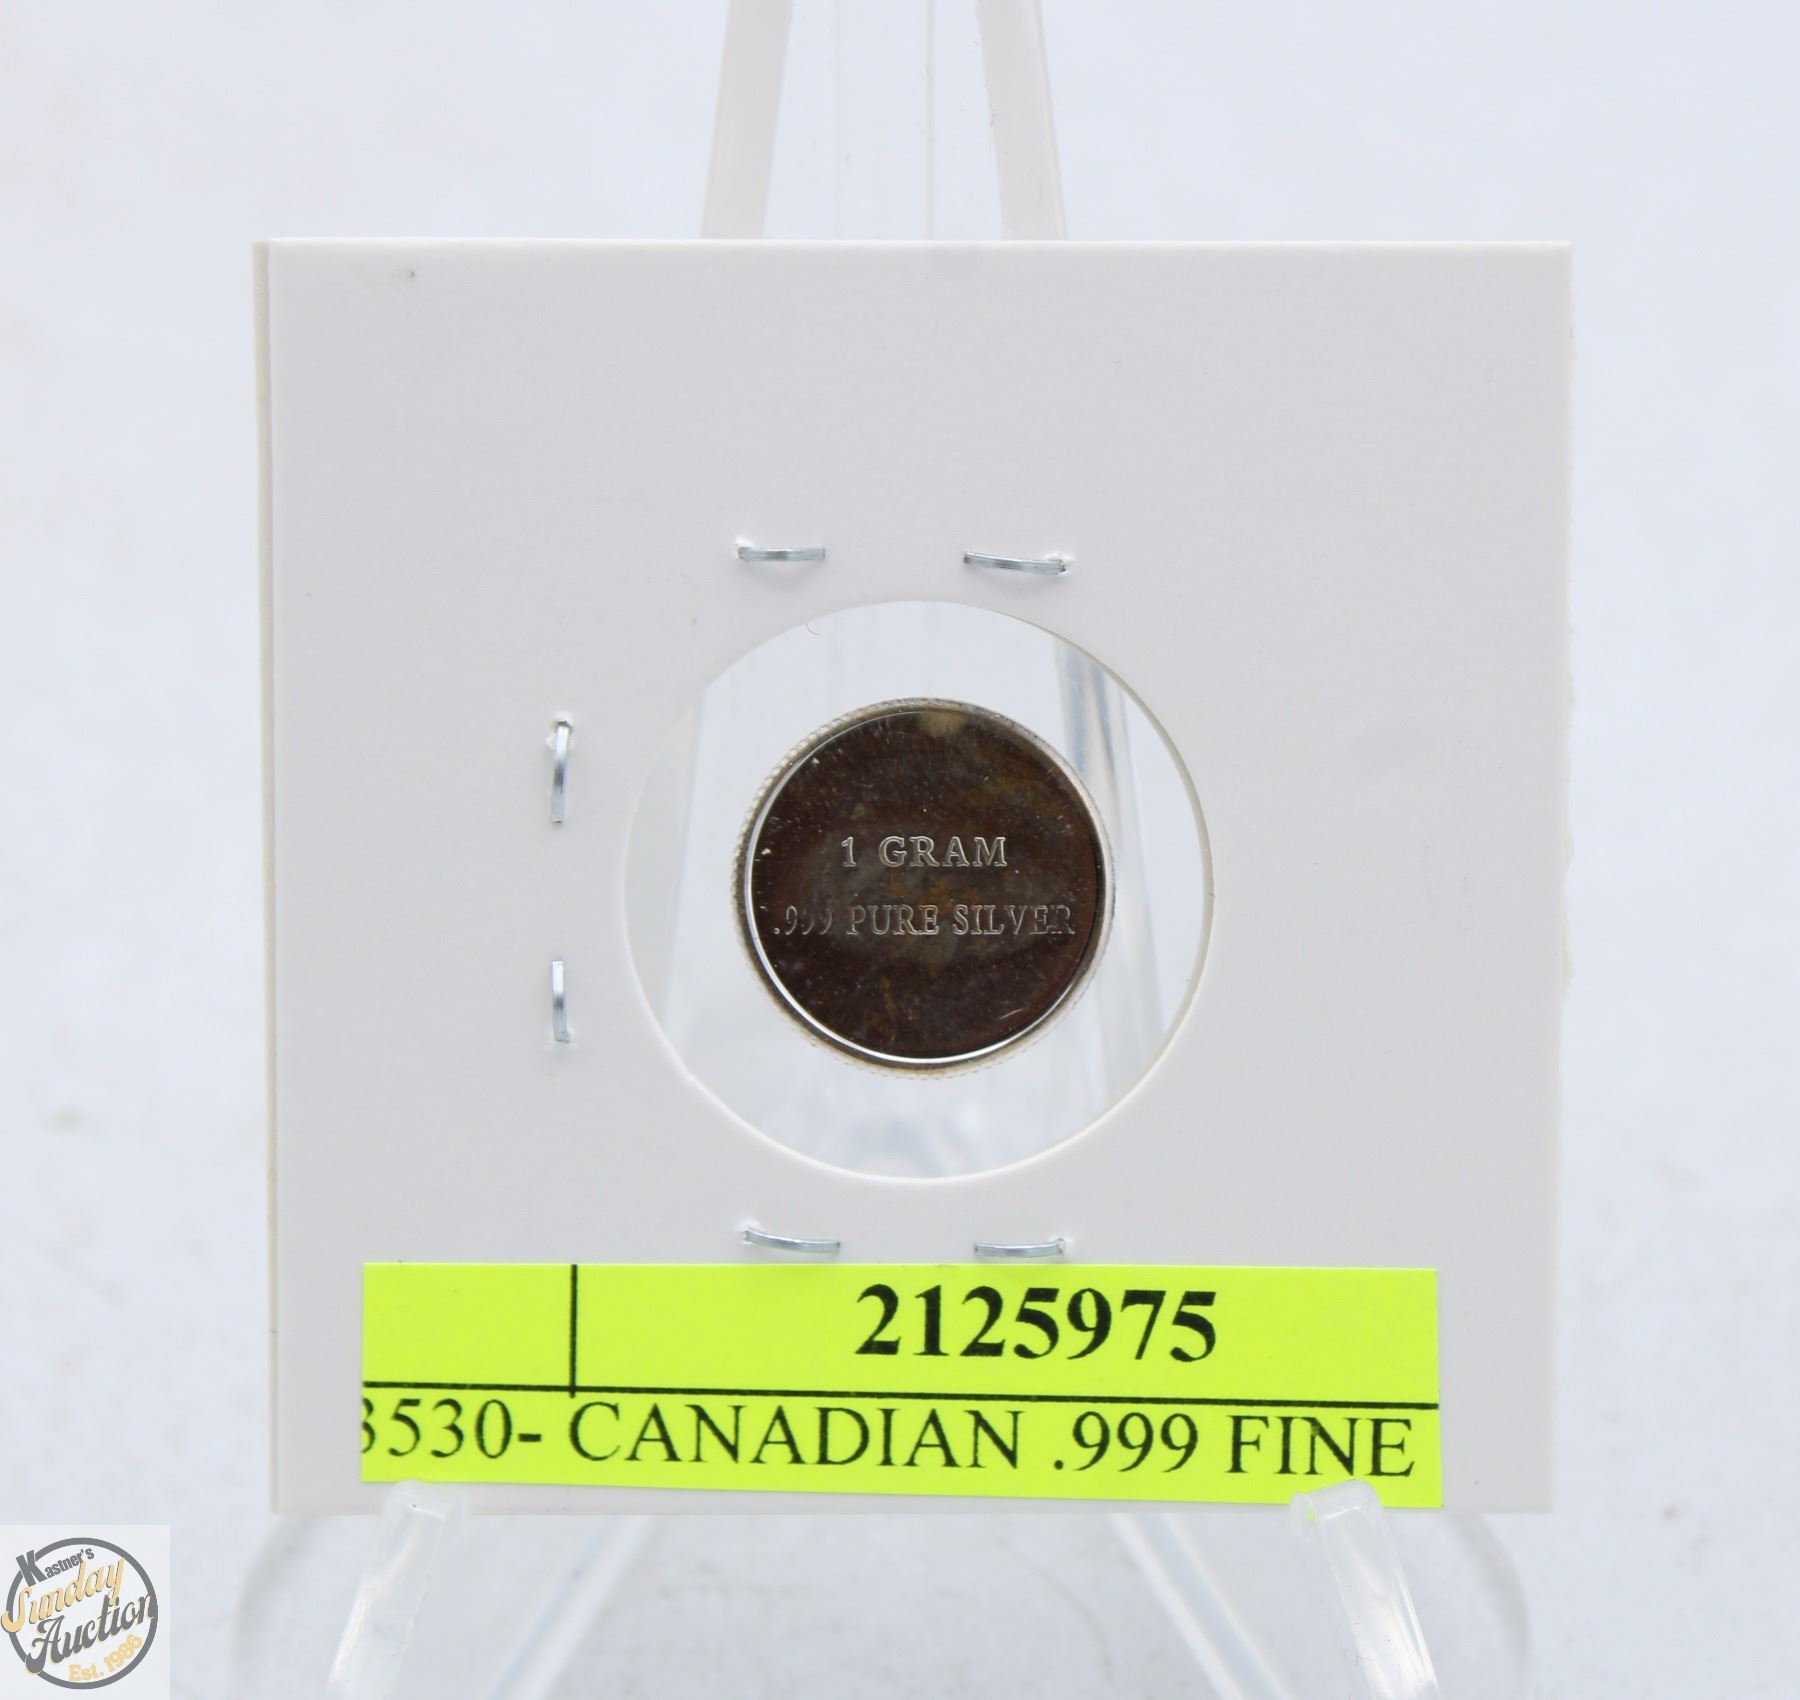 1 GRAM
.999 PURE SILVER
2125975
3530- CANADIAN .999 FINE
Kastner's
Sunday
Auction
Est. 1986